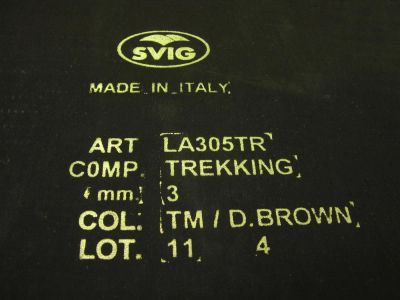 SVIG
MADE IN ITALY
ART LA305TR
COMP. TREKKING
mm. 3
COL. TM / D.BROWN
LOT. 11 4